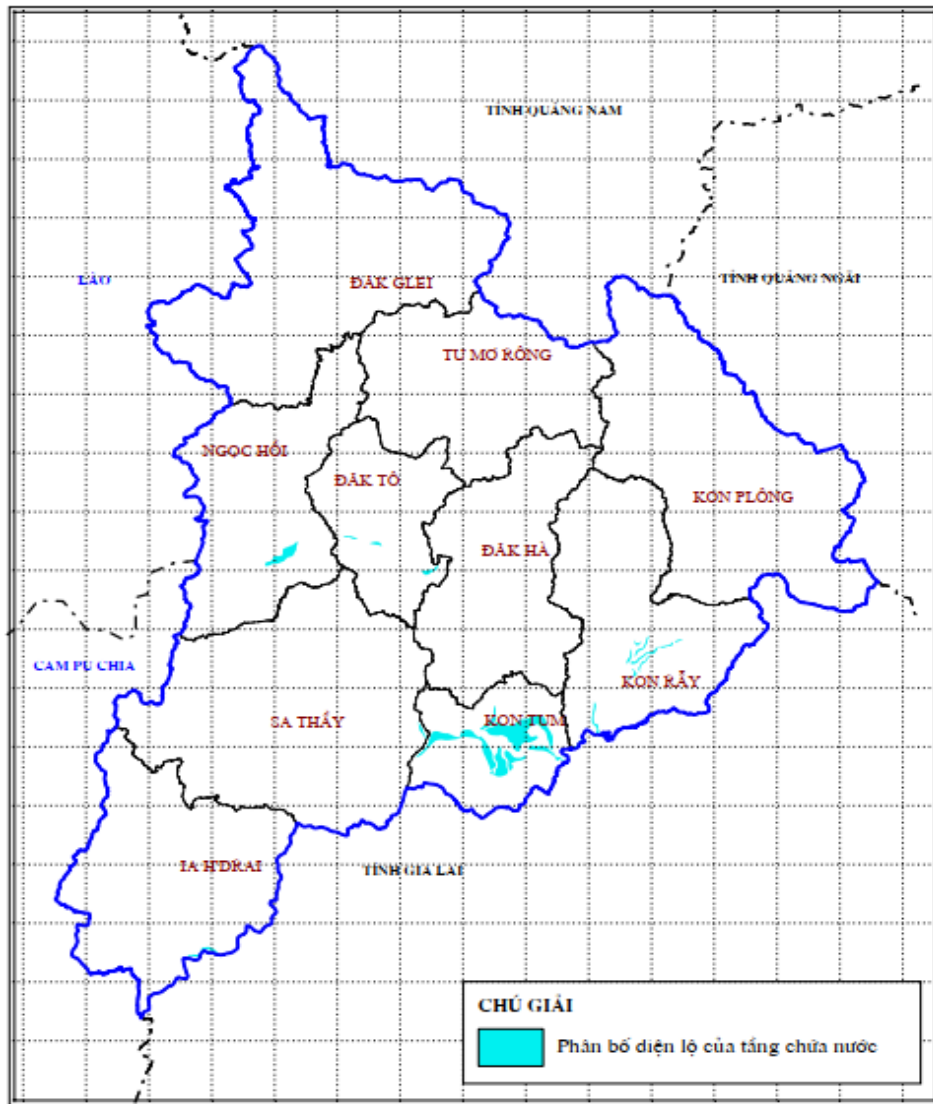 TỈNH QUẢNG NAM
LÀO
ĐĂK GLEI
TỈNH QUẢNG NGÃI
TU MƠ RÔNG
NGỌC HỒI
ĐĂK TÔ
KON PLÔNG
ĐĂK HÀ
CAM PU CHIA
KON RẪY
SA THẦY
KON TUM
IA H'DRAI
TỈNH GIA LAI
CHÚ GIẢI
Phân bố diện lộ của tầng chứa nước